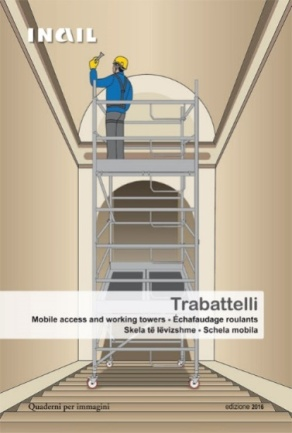 INAIL
Trabattelli
Mobile access and working towers - Échafaudage roulants
Skela të lëvizshme - Schela mobila
Quaderni per immagini
edizione 2016